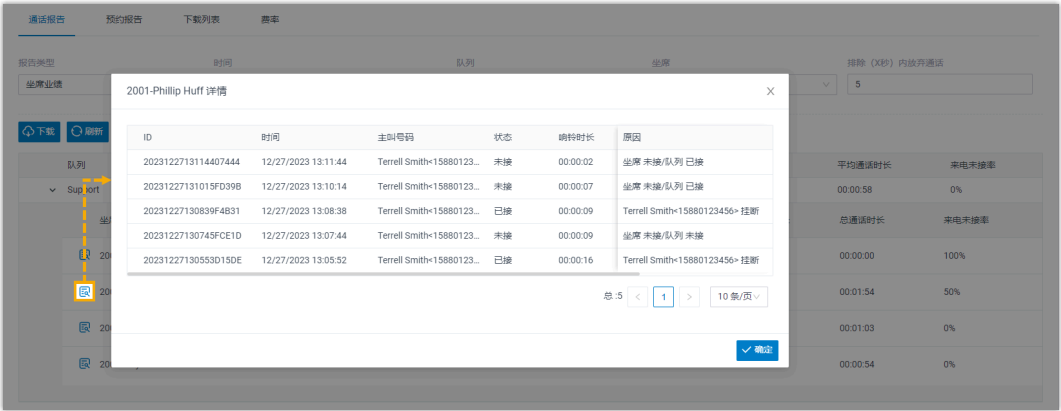 通话报告 预约报告 下载列表 费率
报告类型 时间 队列 坐席 排除（X秒）内放弃通话
坐席业绩 5
2001-Phillip Huff 详情
下载 刷新
ID 时间 主叫号码 状态 响铃时长 原因
20231227113114407444 12/27/2023 13:11:44 Terrell Smith<15880123... 未接 00:00:02 坐席 未接/队列 已接
20231227131015FD39B 12/27/2023 13:10:14 Terrell Smith<15880123... 未接 00:00:07 坐席 未接/队列 已接
20231227130839F4B31 12/27/2023 13:08:38 Terrell Smith<15880123... 已接 00:00:09 Terrell Smith<15880123456> 挂断
20231227130745FCE1D 12/27/2023 13:07:44 Terrell Smith<15880123... 未接 00:00:09 坐席 未接/队列 未接
20231227130553D15DE 12/27/2023 13:05:52 Terrell Smith<15880123... 已接 00:00:16 Terrell Smith<15880123456> 挂断
总 :5 1 10 条/页
确定
队列 平均通话时长 来电未接率
Support 00:00:58 0%
总通话时长 来电未接率
00:00:00 100%
00:01:54 50%
00:01:03 0%
00:00:54 0%